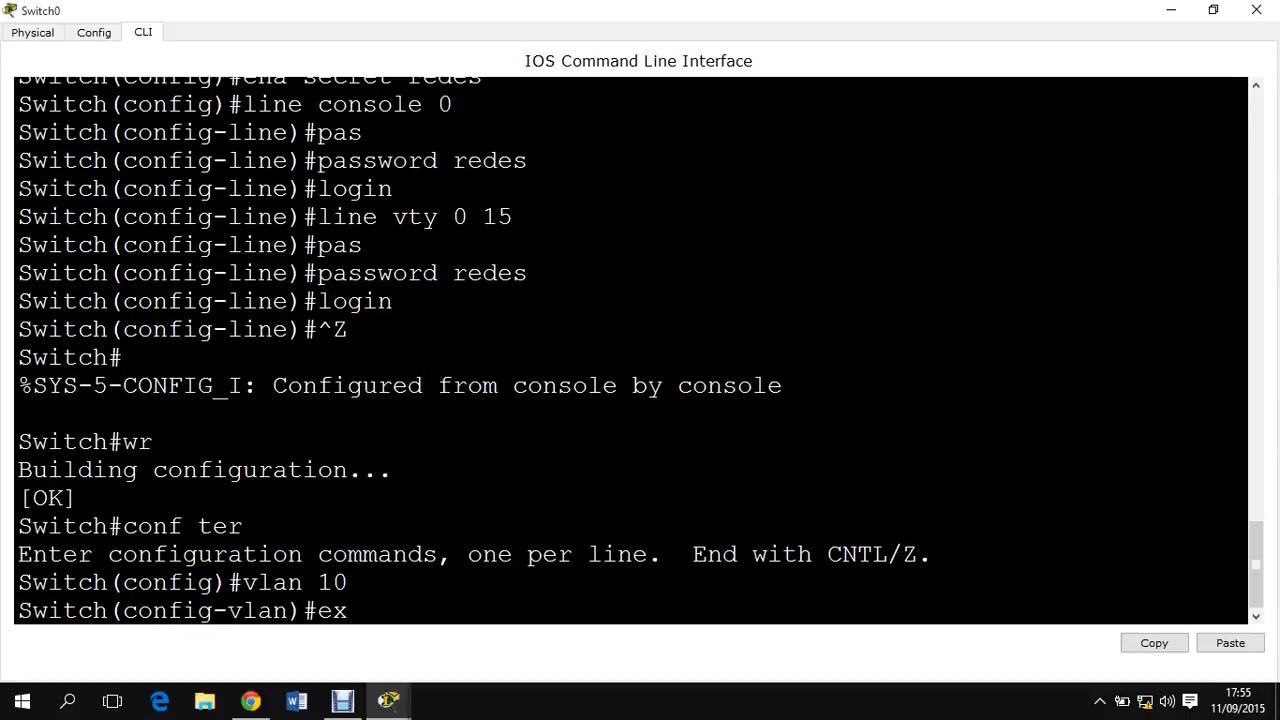 Switch0
Physical Config CLI
IOS Command Line Interface
Switch(config)#ena secret redes
Switch(config)#line console 0
Switch(config-line)#pas
Switch(config-line)#password redes
Switch(config-line)#login
Switch(config-line)#line vty 0 15
Switch(config-line)#pas
Switch(config-line)#password redes
Switch(config-line)#login
Switch(config-line)#^Z
Switch#
%SYS-5-CONFIG_I: Configured from console by console
Switch#wr
Building configuration...
[OK]
Switch#conf ter
Enter configuration commands, one per line.  End with CNTL/Z.
Switch(config)#vlan 10
Switch(config-vlan)#ex
Copy Paste
17:55
11/09/2015